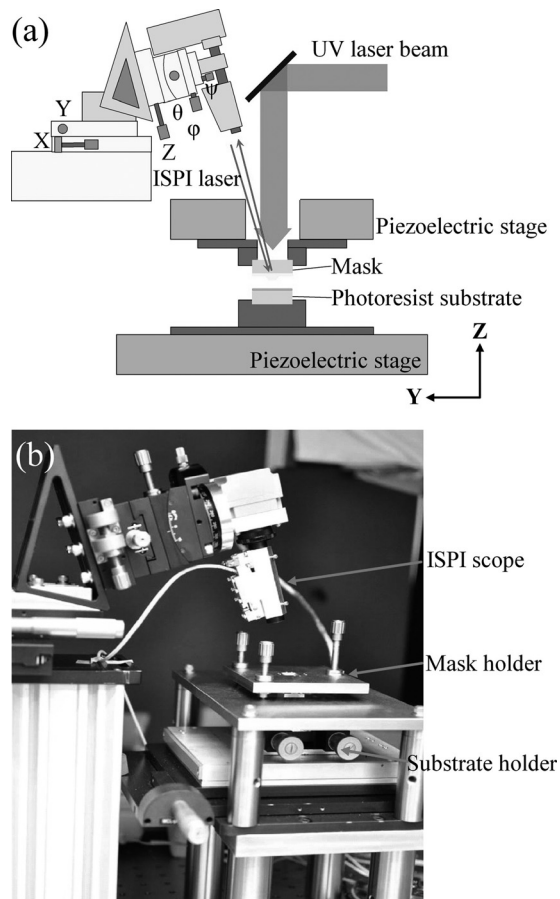 (a)
UV laser beam
ψ
θ
φ
Y
X
Z
ISPI laser
Piezoelectric stage
Mask
Photoresist substrate
Piezoelectric stage
Z
Y
(b)
ISPI scope
Mask holder
Substrate holder